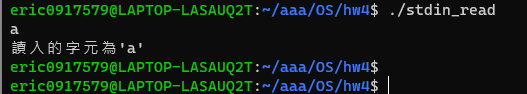 eric0917579@LAPTOP-LASAUQ2T:~/aaa/OS/hw4$ ./stdin_read
a
讀入的字元為'a'
eric0917579@LAPTOP-LASAUQ2T:~/aaa/OS/hw4$
eric0917579@LAPTOP-LASAUQ2T:~/aaa/OS/hw4$